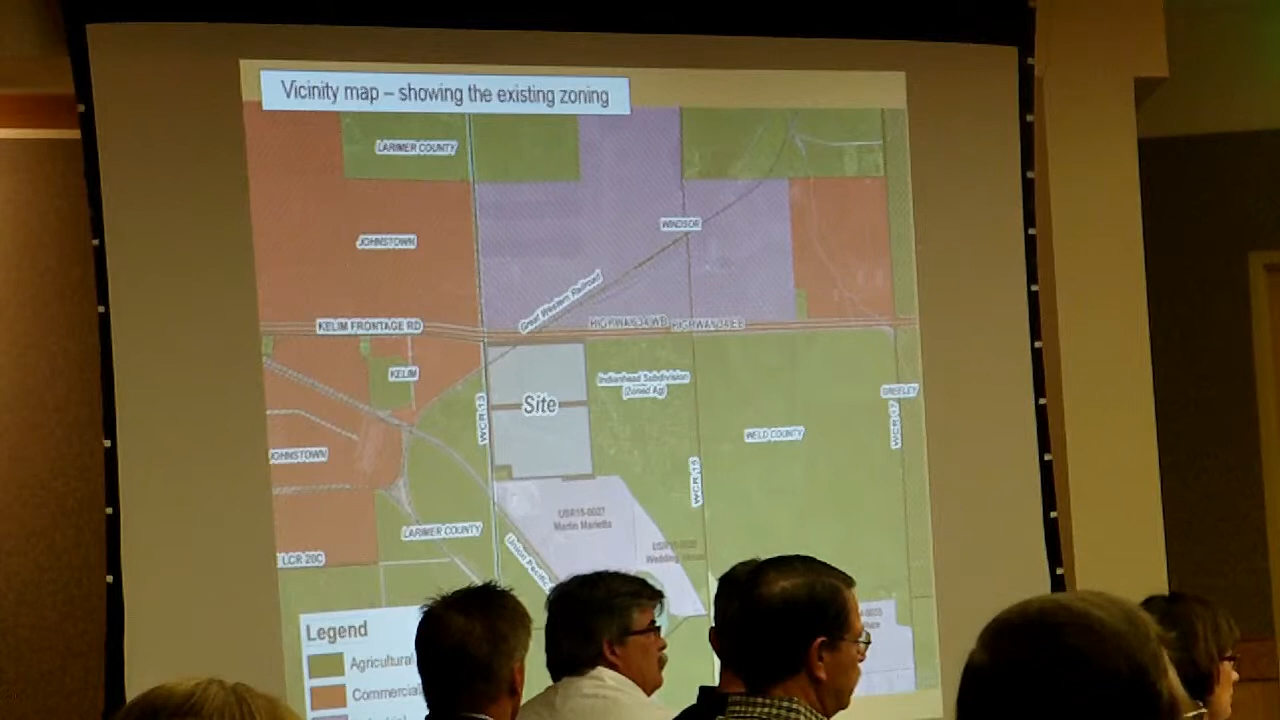 Vicinity map – showing the existing zoning
LARIMER COUNTY
WINDSOR
JOHNSTOWN
Great Western Railroad
KELIM FRONTAGE RD
HIGHWAY 34 WB
HIGHWAY 34 EB
KELIM
Indianhead Subdivision
(Zoned Ag)
GREELEY
Site
WCR 13
WCR 17
WELD COUNTY
JOHNSTOWN
WCR 15
USR15-0027
Martin Marietta
LARIMER COUNTY
Union Pacific
LCR 20C
Legend
Agricultural
Commercial